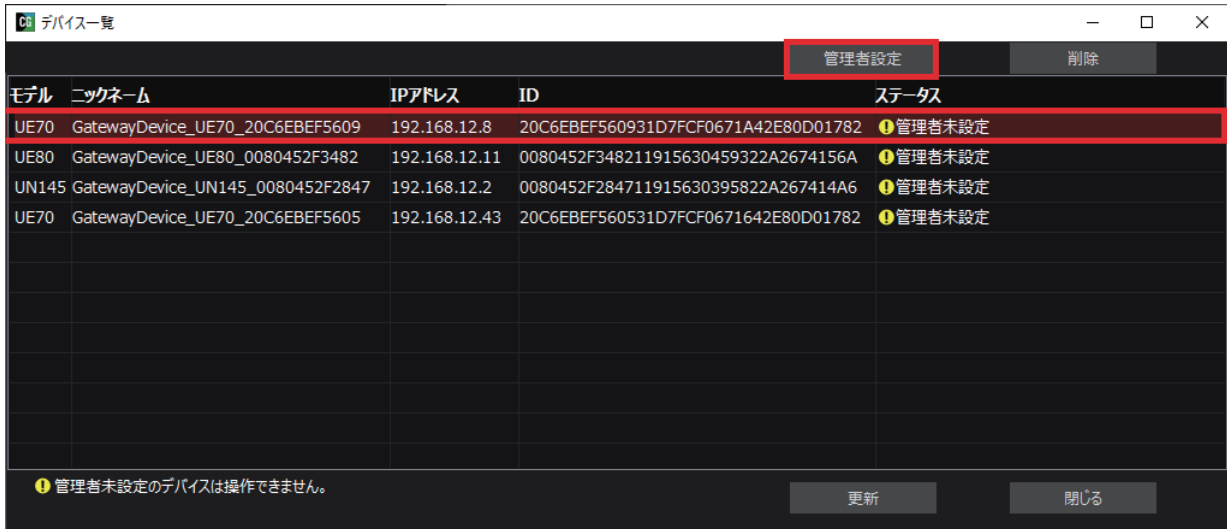 CG デバイス一覧
管理者設定 削除
モデル ニックネーム IPアドレス ID ステータス
UE70 GatewayDevice_UE70_20C6EBEF5609 192.168.12.8 20C6EBEF560931D7FCF0671A42E80D01782 管理者未設定
UE80 GatewayDevice_UE80_0080452F3482 192.168.12.11 0080452F348211915630459322A2674156A 管理者未設定
UN145 GatewayDevice_UN145_0080452F2847 192.168.12.2 0080452F284711915630395822A267414A6 管理者未設定
UE70 GatewayDevice_UE70_20C6EBEF5605 192.168.12.43 20C6EBEF560531D7FCF0671642E80D01782 管理者未設定
管理者未設定のデバイスは操作できません。
更新 閉じる